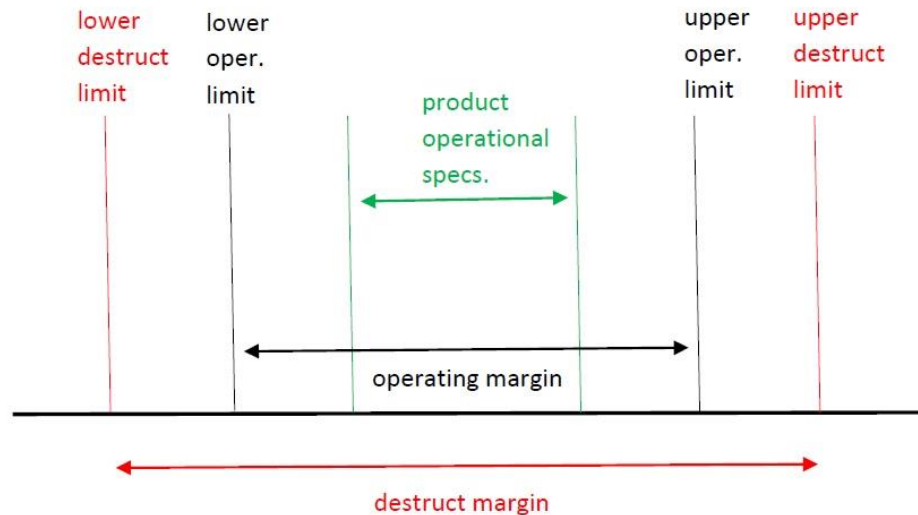 lower
destruct
limit
lower
oper.
limit
product
operational
specs.
upper
oper.
limit
upper
destruct
limit
operating margin
destruct margin